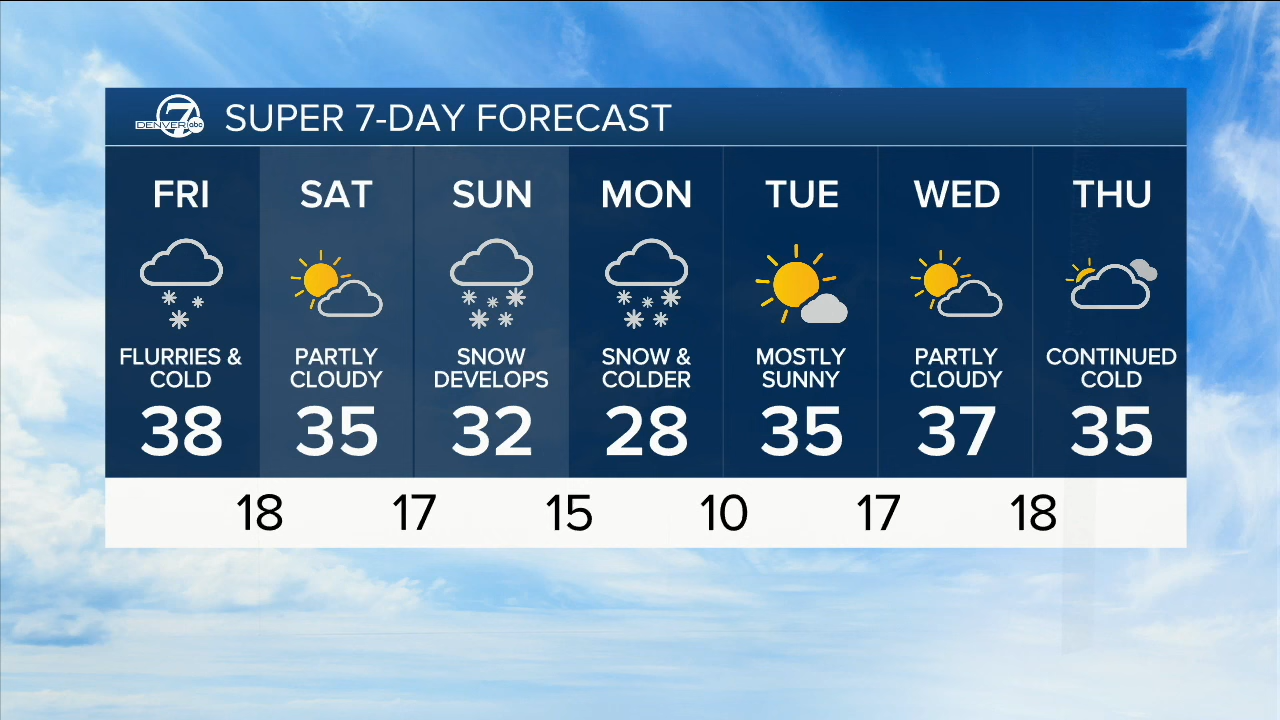 DENVER 7 abc
SUPER 7-DAY FORECAST
FRI SAT SUN MON TUE WED THU
FLURRIES & PARTLY SNOW SNOW & MOSTLY PARTLY CONTINUED
COLD CLOUDY DEVELOPS COLDER SUNNY CLOUDY COLD
38 35 32 28 35 37 35
18 17 15 10 17 18